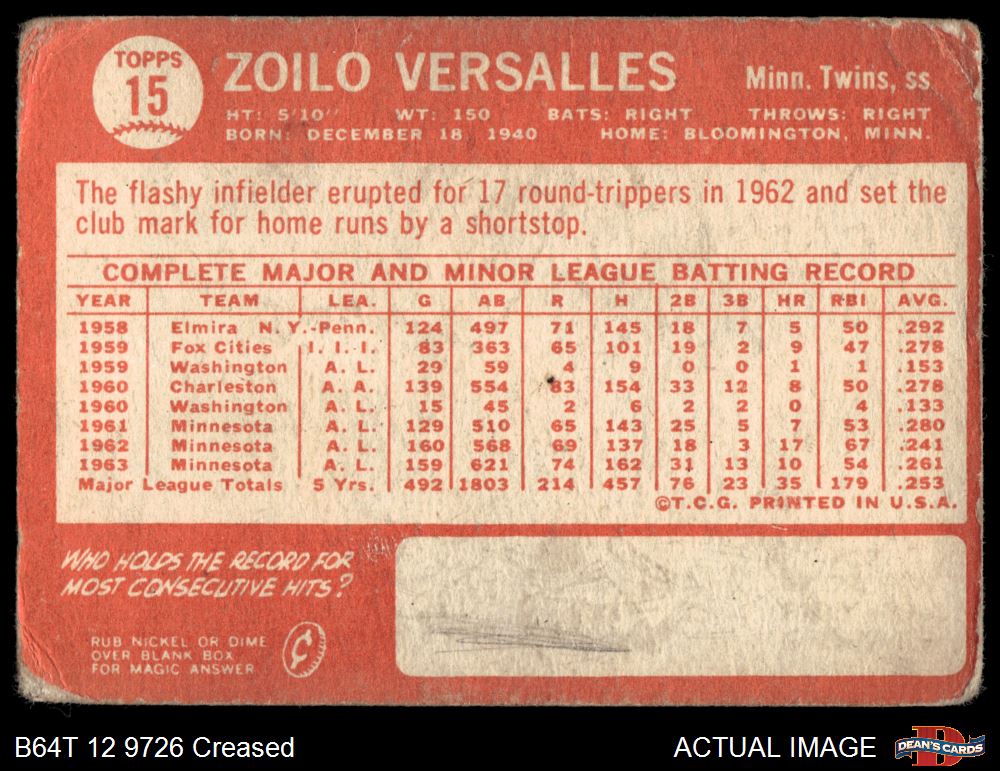 TOPPS
15
ZOILO VERSALLES
Minn. Twins, ss
HT: 5'10" WT: 150 BATS: RIGHT THROWS: RIGHT
BORN: DECEMBER 18, 1940 HOME: BLOOMINGTON, MINN.
The flashy infielder erupted for 17 round-trippers in 1962 and set the
club mark for home runs by a shortstop.
COMPLETE MAJOR AND MINOR LEAGUE BATTING RECORD
YEAR TEAM LEA. G AB R H 2B 3B HR RBI AVG.
1958 Elmira N.Y.-Penn. 124 497 71 145 18 7 5 50 .292
1959 Fox Cities I. I. I. 83 363 65 101 19 2 9 47 .278
1959 Washington A. L. 29 59 4 9 0 0 1 1 .153
1960 Charleston A. A. 139 554 83 154 33 12 8 50 .278
1960 Washington A. L. 15 45 2 6 2 2 0 4 .133
1961 Minnesota A. L. 129 510 65 143 25 5 7 53 .280
1962 Minnesota A. L. 160 568 69 137 18 3 17 67 .241
1963 Minnesota A. L. 159 621 74 162 31 13 10 54 .261
Major League Totals 5 Yrs. 492 1803 214 457 76 23 35 179 .253
©T.C.G. PRINTED IN U.S.A.
WHO HOLDS THE RECORD FOR
MOST CONSECUTIVE HITS?
RUB NICKEL OR DIME
OVER BLANK BOX
FOR MAGIC ANSWER
¢
B64T 12 9726 Creased
ACTUAL IMAGE
D
DEAN'S CARDS